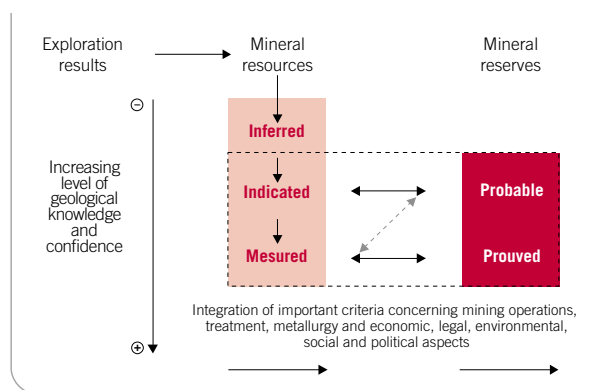 Exploration
results
Mineral
resources
Mineral
reserves
Inferred
Increasing
level of
geological
knowledge
and
confidence
Indicated
Probable
Mesured
Prouved
Integration of important criteria concerning mining operations,
treatment, metallurgy and economic, legal, environmental,
social and political aspects